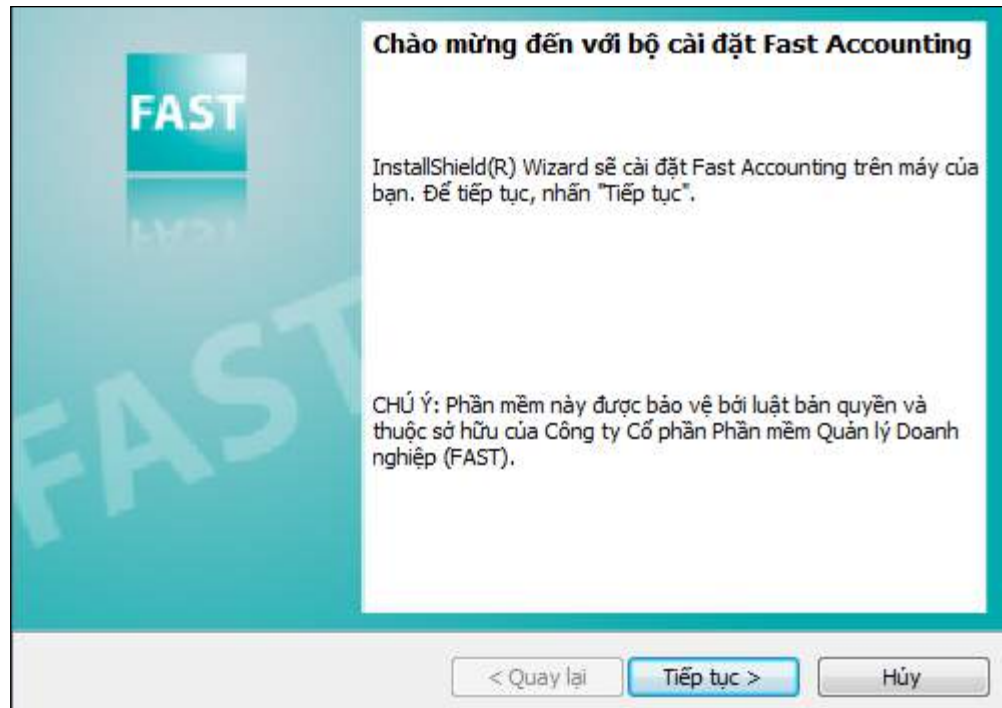 FAST
FAST
Chào mừng đến với bộ cài đặt Fast Accounting
InstallShield(R) Wizard sẽ cài đặt Fast Accounting trên máy của
bạn. Để tiếp tục, nhấn "Tiếp tục".
CHÚ Ý: Phần mềm này được bảo vệ bởi luật bản quyền và
thuộc sở hữu của Công ty Cổ phần Phần mềm Quản lý Doanh
nghiệp (FAST).
< Quay lại
Tiếp tục >
Hủy